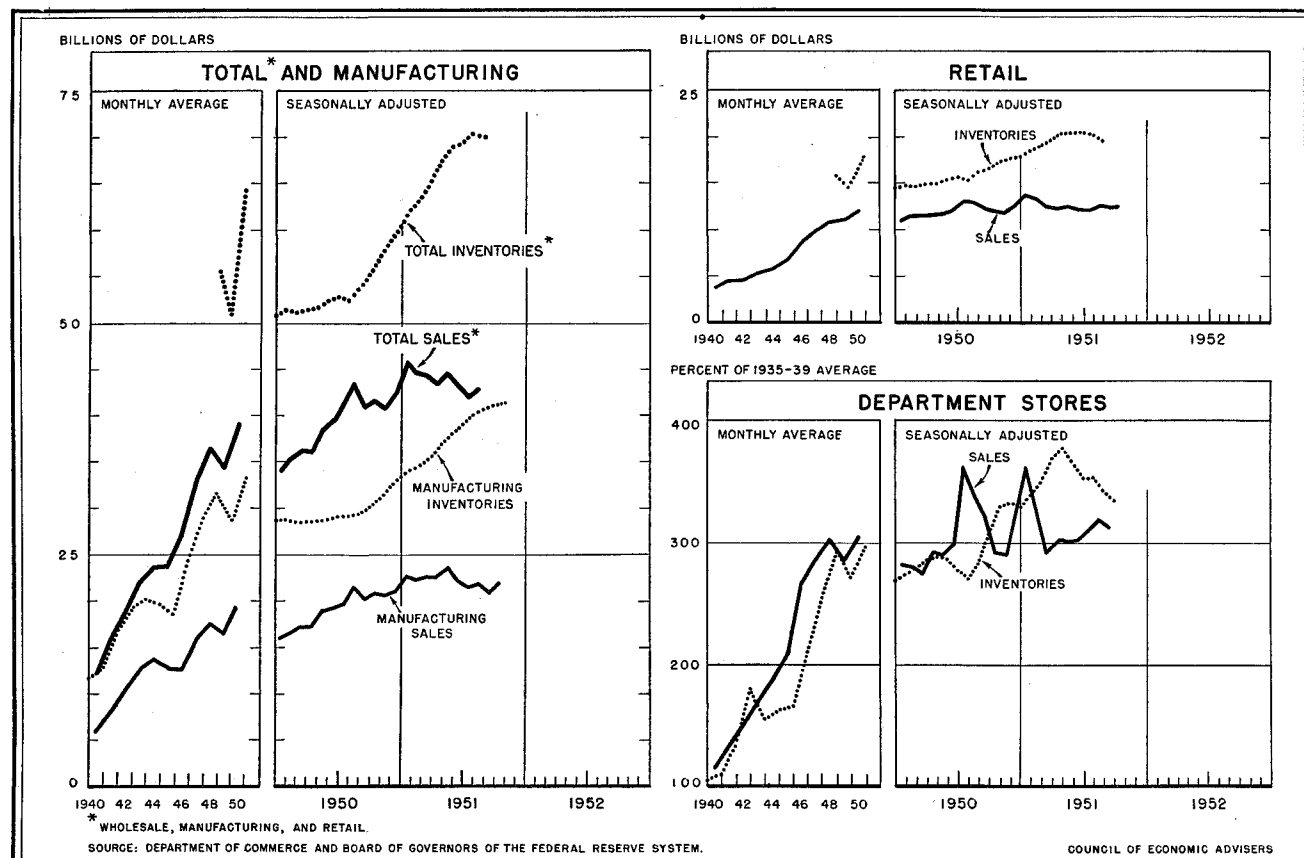 BILLIONS OF DOLLARS
TOTAL* AND MANUFACTURING
MONTHLY AVERAGE
SEASONALLY ADJUSTED
75
50
25
0
TOTAL INVENTORIES*
TOTAL SALES*
MANUFACTURING
INVENTORIES
MANUFACTURING
SALES
1940 42 44 46 48 50
1950 1951 1952
BILLIONS OF DOLLARS
RETAIL
MONTHLY AVERAGE
SEASONALLY ADJUSTED
25
0
INVENTORIES
SALES
1940 42 44 46 48 50
1950 1951 1952
PERCENT OF 1935-39 AVERAGE
DEPARTMENT STORES
MONTHLY AVERAGE
SEASONALLY ADJUSTED
400
300
200
100
SALES
INVENTORIES
1940 42 44 46 48 50
1950 1951 1952
* WHOLESALE, MANUFACTURING, AND RETAIL.
SOURCE: DEPARTMENT OF COMMERCE AND BOARD OF GOVERNORS OF THE FEDERAL RESERVE SYSTEM.
COUNCIL OF ECONOMIC ADVISERS